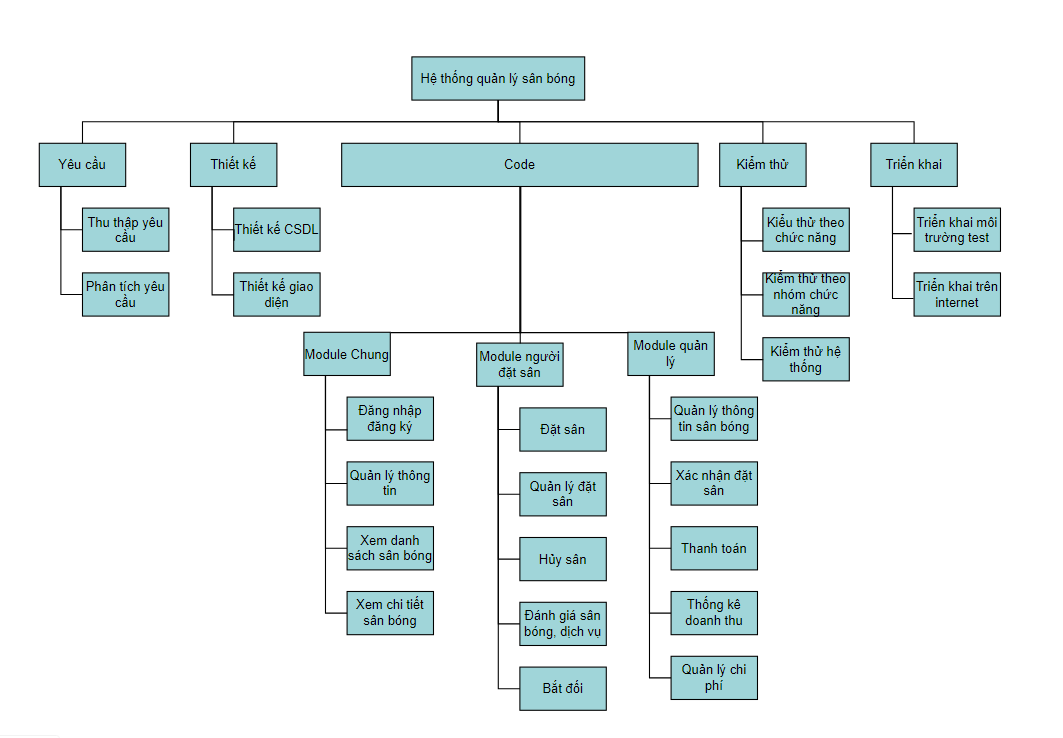 Hệ thống quản lý sân bóng
Yêu cầu
Thiết kế
Code
Kiểm thử
Triển khai
Thu thập yêu
cầu
Phân tích yêu
cầu
Thiết kế CSDL
Thiết kế giao
diện
Kiểu thử theo
chức năng
Kiểm thử theo
nhóm chức
năng
Kiểm thử hệ
thống
Triển khai môi
trường test
Triển khai trên
internet
Module Chung
Đăng nhập
đăng ký
Quản lý thông
tin
Xem danh
sách sân bóng
Xem chi tiết
sân bóng
Module người
đặt sân
Đặt sân
Quản lý đặt
sân
Hủy sân
Đánh giá sân
bóng, dịch vụ
Bắt đối
Module quản
lý
Quản lý thông
tin sân bóng
Xác nhận đặt
sân
Thanh toán
Thống kê
doanh thu
Quản lý chi
phí